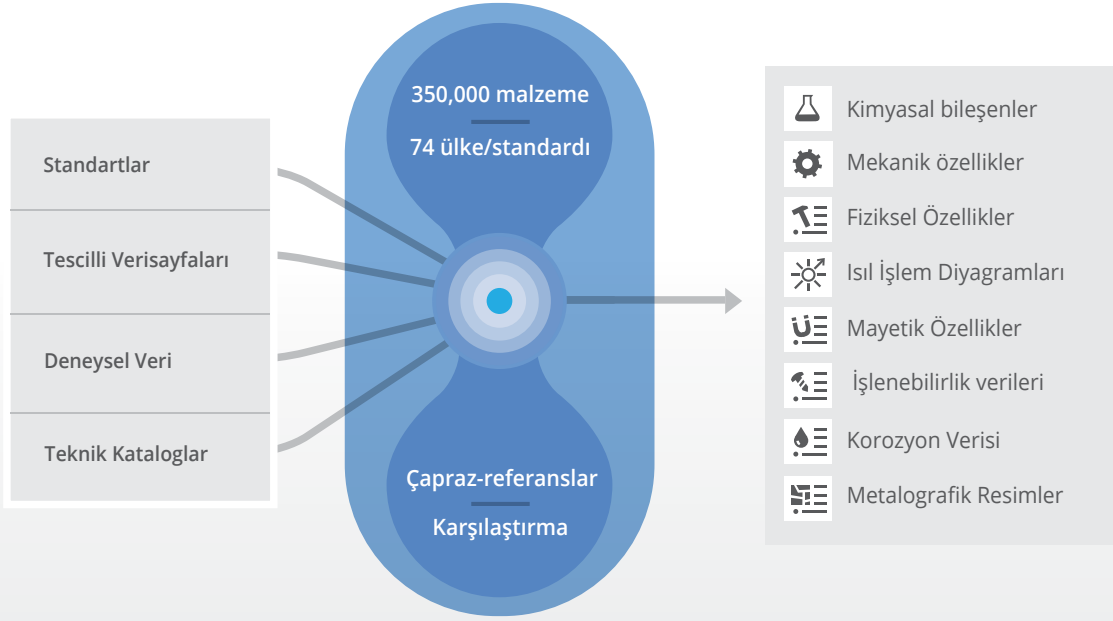 Standartlar
Tescilli Verisayfaları
Deneysel Veri
Teknik Kataloglar
350,000 malzeme
74 ülke/standardı
Çapraz-referanslar
Karşılaştırma
Kimyasal bileşenler
Mekanik özellikler
Fiziksel Özellikler
Isıl İşlem Diyagramları
Mayetik Özellikler
İşlenebilirlik verileri
Korozyon Verisi
Metalografik Resimler